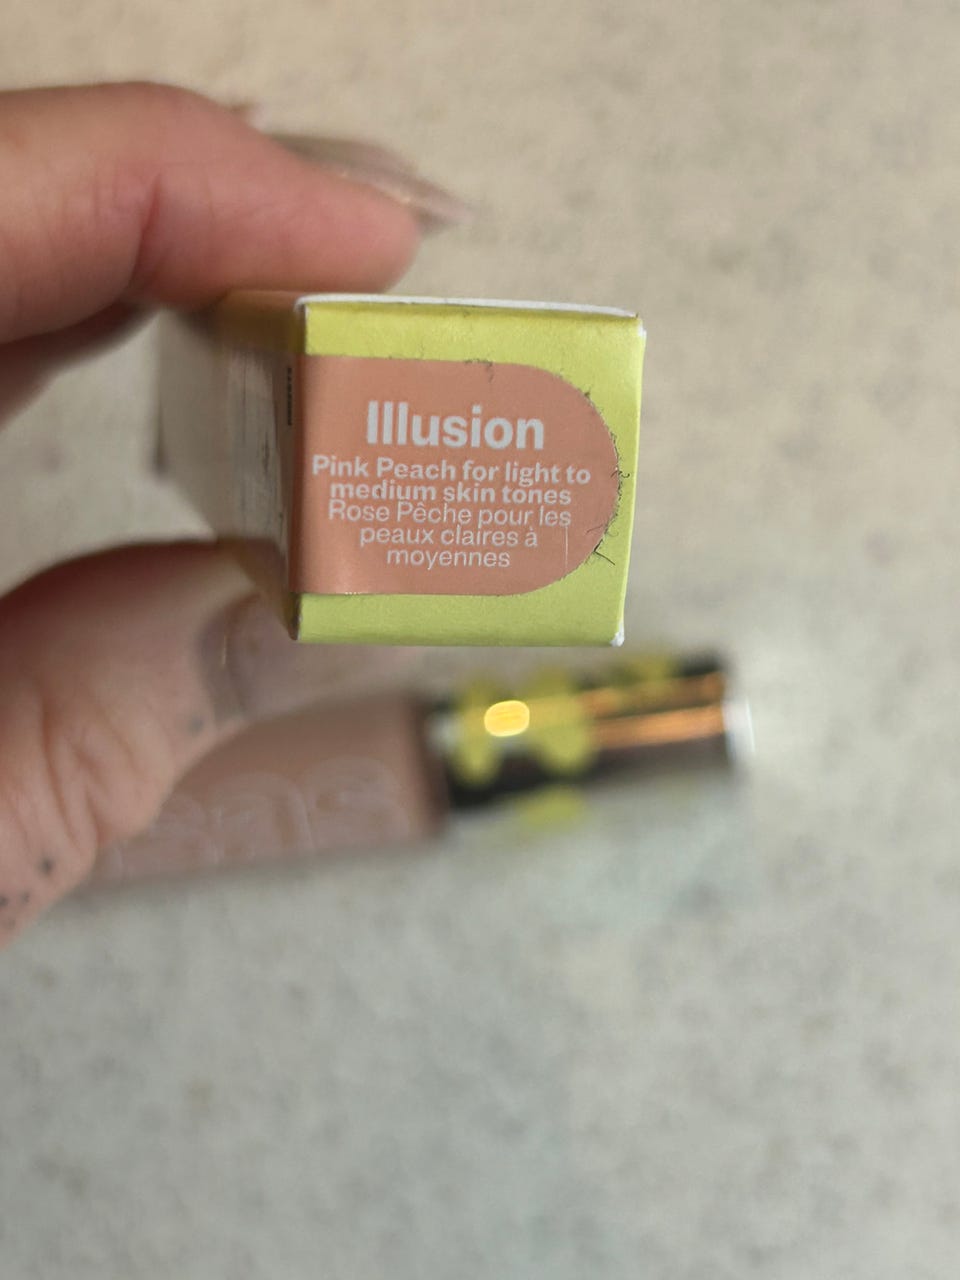 Illusion
Pink Peach for light to
medium skin tones
Rose Pêche pour les
peaux claires à
moyennes